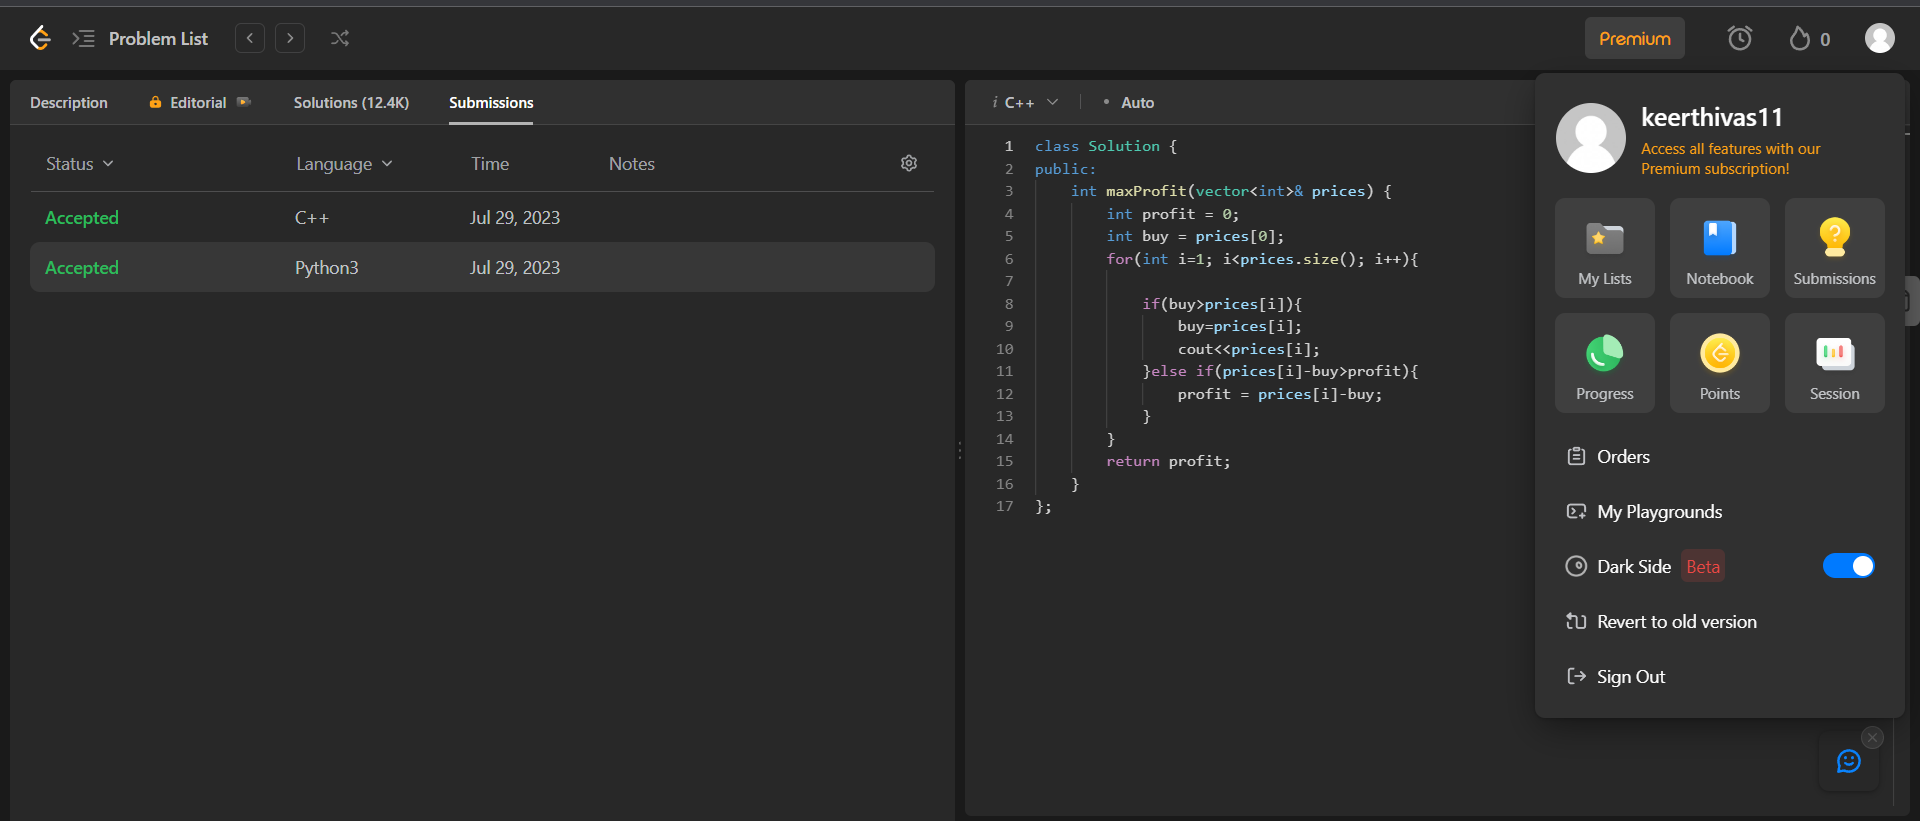 Problem List
Premium
0
Description
Editorial
Solutions (12.4K)
Submissions
Status
Language
Time
Notes
Accepted
C++
Jul 29, 2023
Accepted
Python3
Jul 29, 2023
i C++
• Auto
1 class Solution {
2 public:
3     int maxProfit(vector<int>& prices) {
4         int profit = 0;
5         int buy = prices[0];
6         for(int i=1; i<prices.size(); i++){
7
8             if(buy>prices[i]){
9                 buy=prices[i];
10                 cout<<prices[i];
11             }else if(prices[i]-buy>profit){
12                 profit = prices[i]-buy;
13             }
14         }
15         return profit;
16     }
17 };
keerthivas11
Access all features with our
Premium subscription!
My Lists
Notebook
Submissions
Progress
Points
Session
Orders
My Playgrounds
Dark Side Beta
Revert to old version
Sign Out